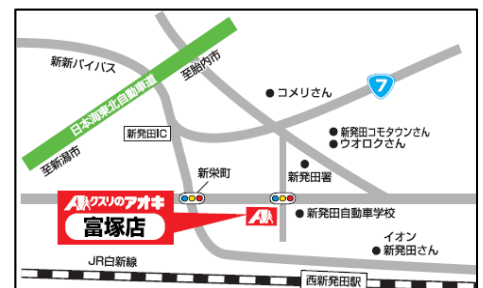 新新バイパス
至胎内市
日本海東北自動車道
至新潟市
コメリさん
7
新発田IC
新発田コモタウンさん
ウオロクさん
新栄町
新発田署
クスリのアオキ
富塚店
新発田自動車学校
イオン
新発田さん
JR白新線
西新発田駅